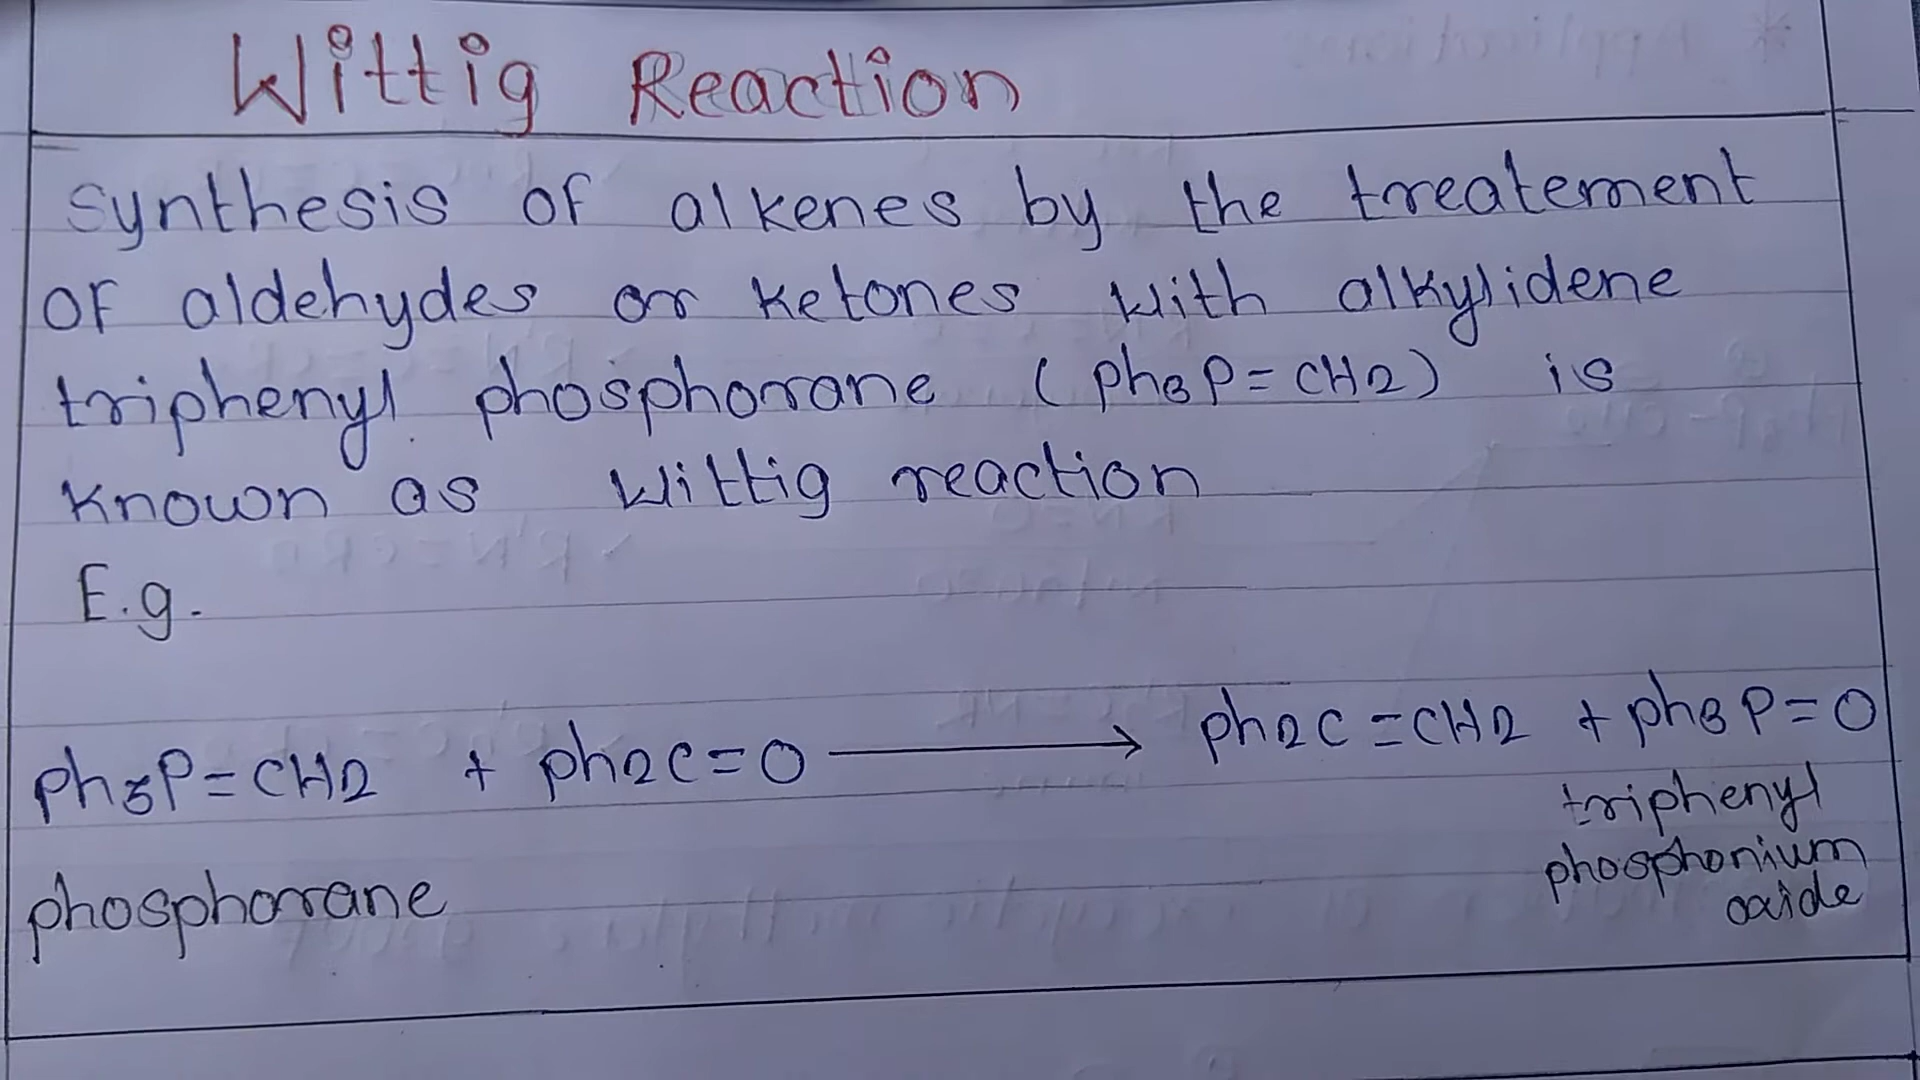 Wittig Reaction
Synthesis of alkenes by the treatement
of aldehydes or ketones with alkylidene
triphenyl phosphorane (ph3P=CH2) is
known as Wittig reaction
E.g.
ph3P=CH2 + ph2C=O ⟶ ph2C=CH2 + ph3P=O
triphenyl
phosphonium
oxide
phosphorane